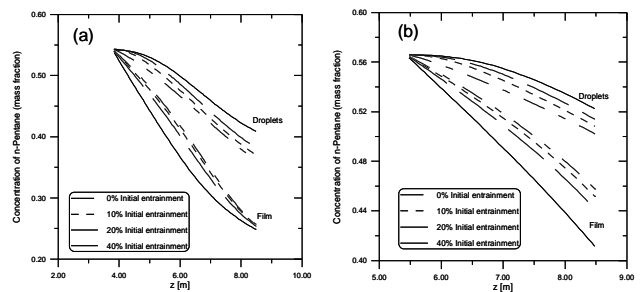 (a)
Concentration of n-Pentane (mass fraction)
0.60
0.50
0.40
0.30
0.20
Droplets
Film
0% Initial entrainment
10% Initial entrainment
20% Initial entrainment
40% Initial entrainment
2.00 4.00 6.00 8.00 10.00
z [m]
(b)
Concentration of n-Pentane (mass fraction)
0.60
0.56
0.52
0.48
0.44
0.40
Droplets
Film
0% Initial entrainment
10% Initial entrainment
20% Initial entrainment
40% Initial entrainment
5.00 6.00 7.00 8.00 9.00
z [m]